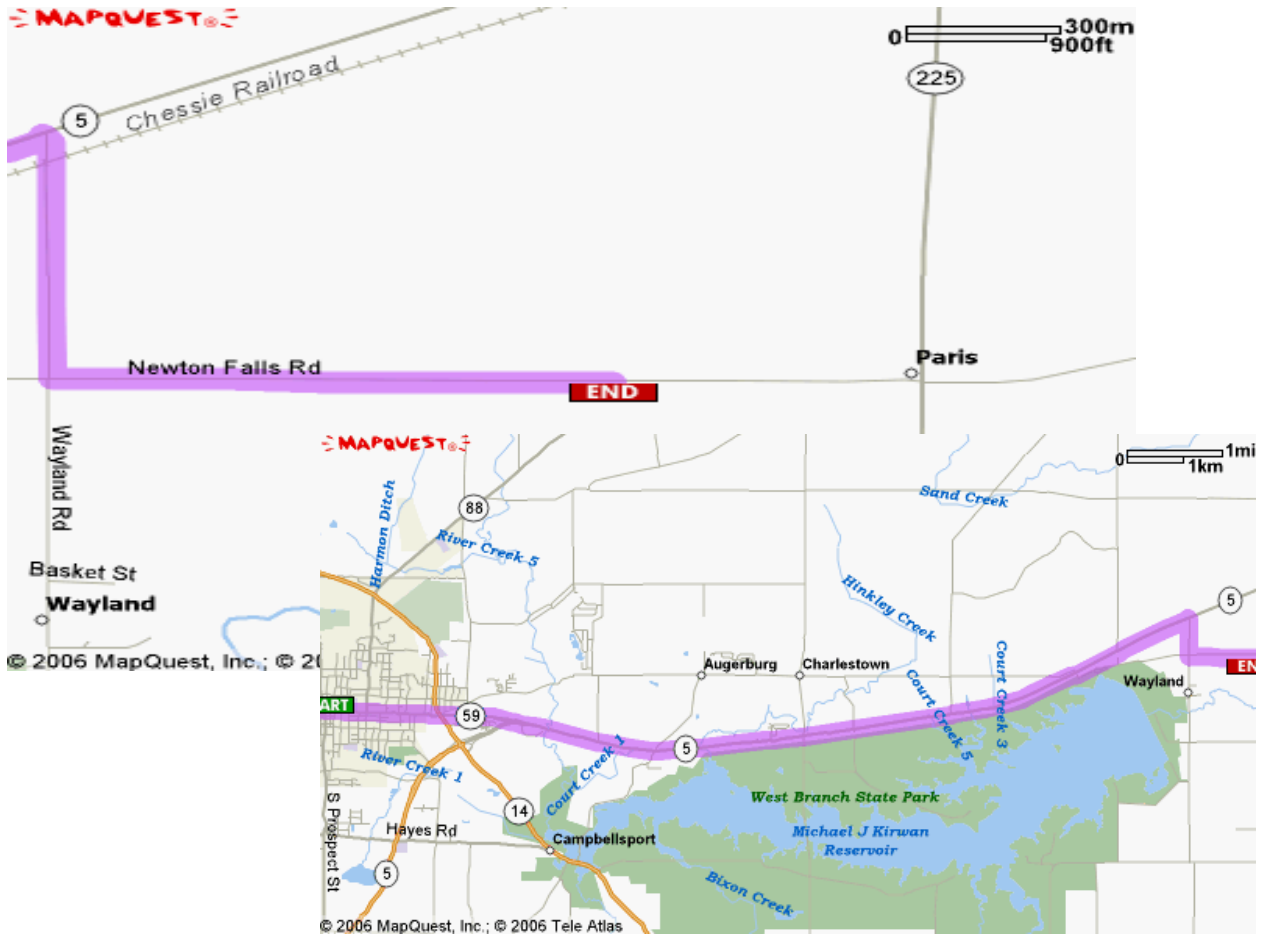 MAPQUEST®
0 300m
900ft
225
5
Chessie Railroad
Paris
Newton Falls Rd
END
Wayland Rd
Basket St
Wayland
© 2006 MapQuest, Inc.; © 20
MAPQUEST®
0 1mi
1km
88
Harmon Ditch
River Creek 5
Sand Creek
Hinkley Creek
5
Augerburg
Charlestown
Court Creek 3
Court Creek 5
Wayland
EN
ART
59
5
River Creek 1
Court Creek 1
14
West Branch State Park
Michael J Kirwan
Reservoir
S Prospect St
Hayes Rd
Campbellsport
5
Bixon Creek
© 2006 MapQuest, Inc.; © 2006 Tele Atlas